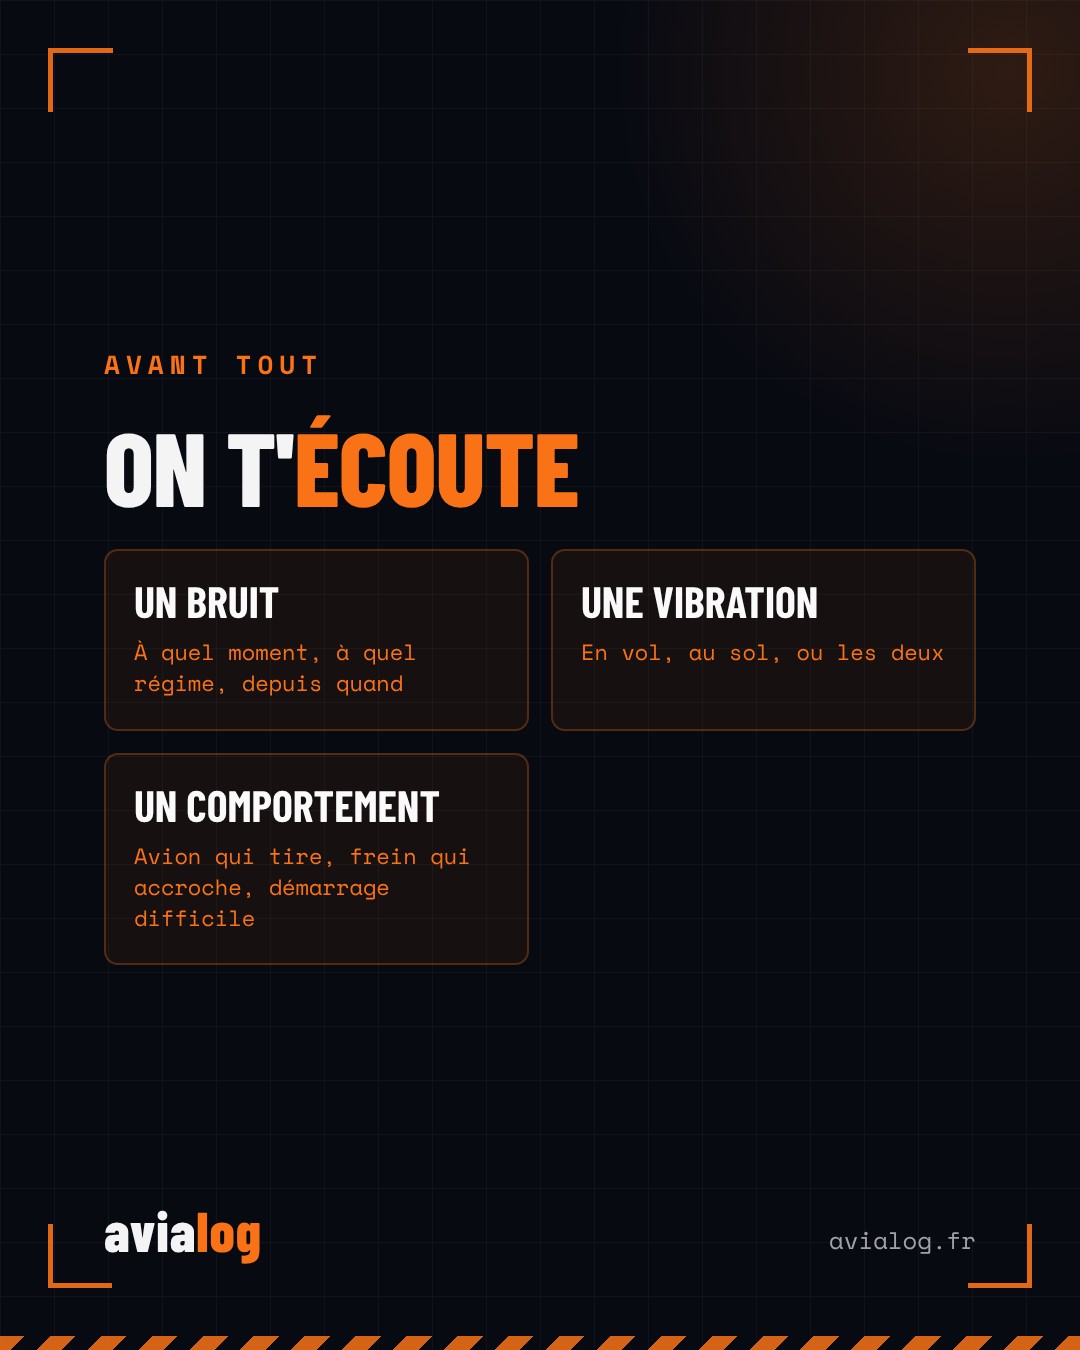 AVANT TOUT
ON T'ÉCOUTE
UN BRUIT
À quel moment, à quel
régime, depuis quand
UNE VIBRATION
En vol, au sol, ou les deux
UN COMPORTEMENT
Avion qui tire, frein qui
accroche, démarrage
difficile
avialog
avialog.fr